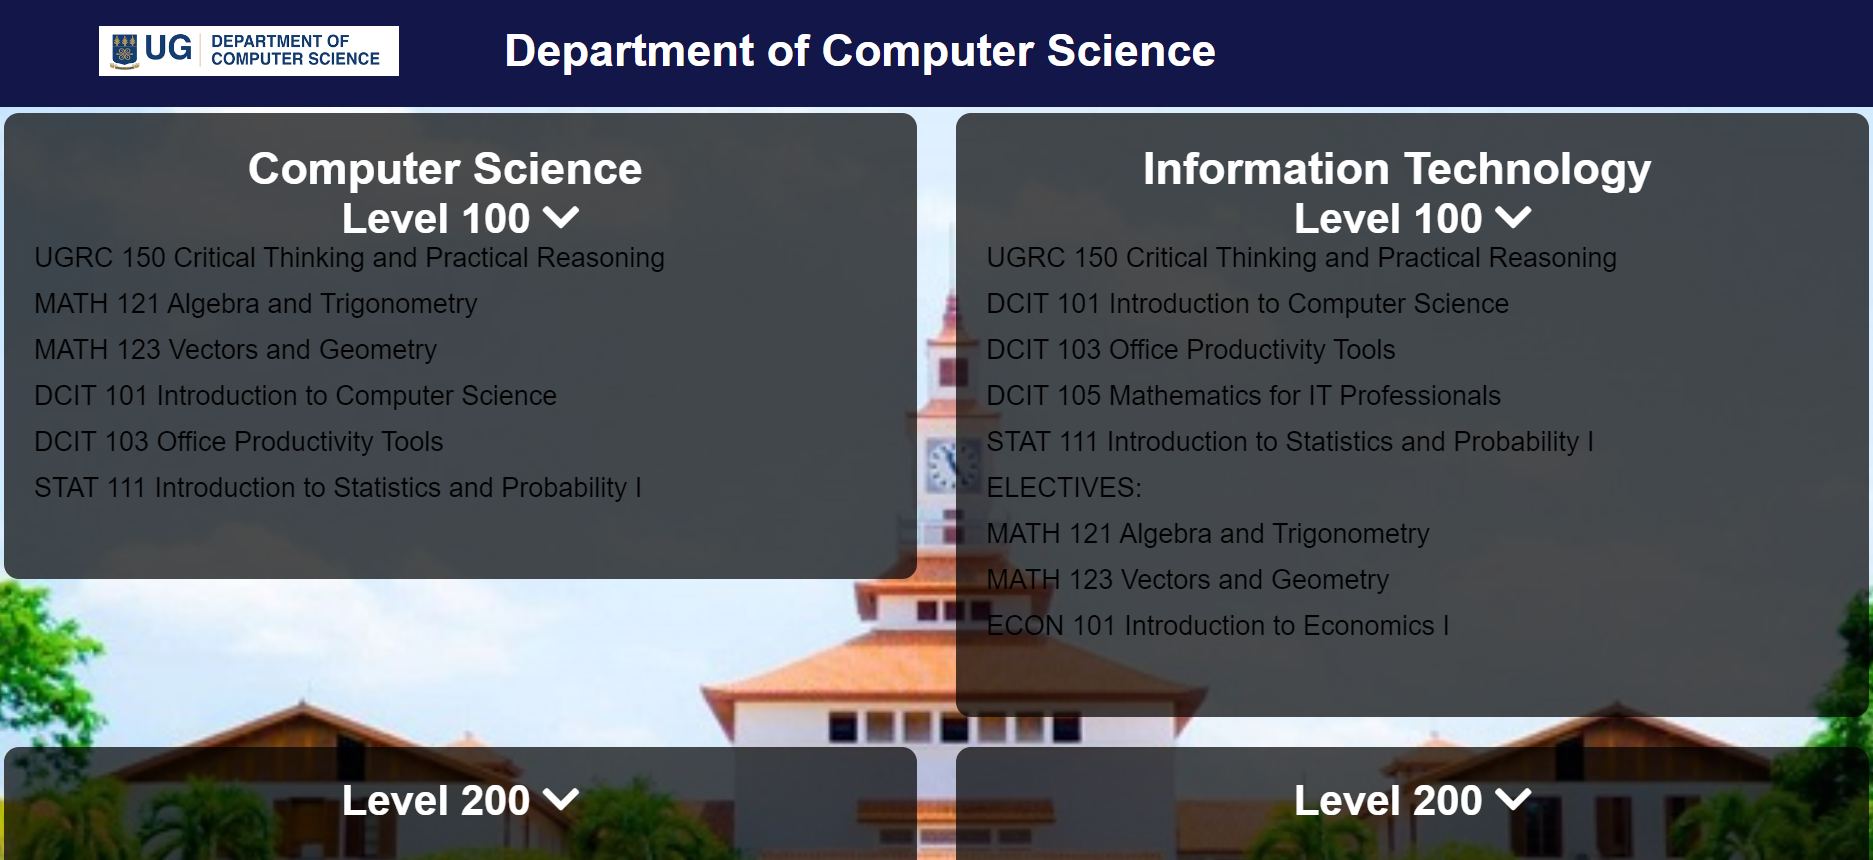 UG
DEPARTMENT OF
COMPUTER SCIENCE
Department of Computer Science
Computer Science
Level 100
UGRC 150 Critical Thinking and Practical Reasoning
MATH 121 Algebra and Trigonometry
MATH 123 Vectors and Geometry
DCIT 101 Introduction to Computer Science
DCIT 103 Office Productivity Tools
STAT 111 Introduction to Statistics and Probability I
Information Technology
Level 100
UGRC 150 Critical Thinking and Practical Reasoning
DCIT 101 Introduction to Computer Science
DCIT 103 Office Productivity Tools
DCIT 105 Mathematics for IT Professionals
STAT 111 Introduction to Statistics and Probability I
ELECTIVES:
MATH 121 Algebra and Trigonometry
MATH 123 Vectors and Geometry
ECON 101 Introduction to Economics I
Level 200
Level 200